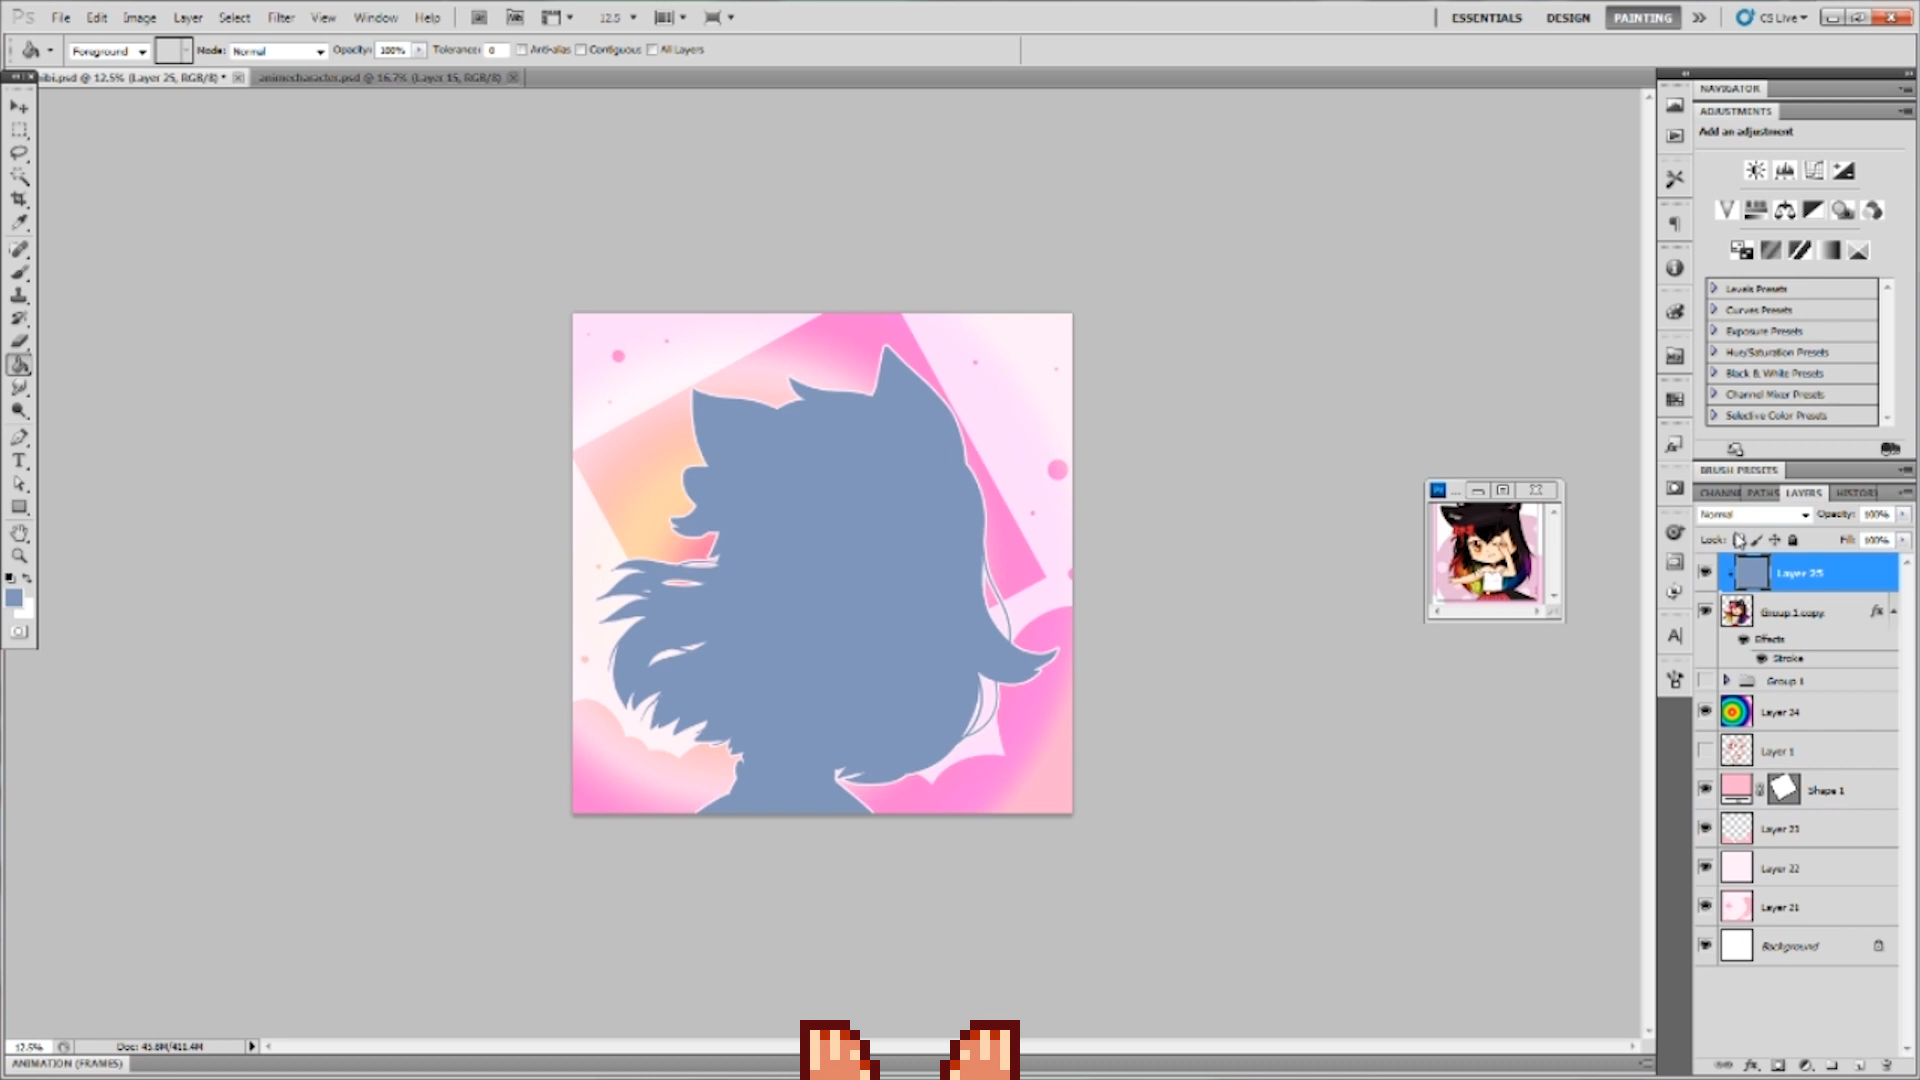 Ps File Edit Image Layer Select Filter View Window Help 12.5 ESSENTIALS DESIGN PAINTING CS Live
Foreground Mode: Normal Opacity: 100% Tolerance: 0 Anti-alias Contiguous All Layers
ibi.psd @ 12.5% (Layer 25, RGB/8) * animecharacter.psd @ 16.7% (Layer 15, RGB/8)
NAVIGATOR
ADJUSTMENTS
Add an adjustment
Levels Presets
Curves Presets
Exposure Presets
Hue/Saturation Presets
Black & White Presets
Channel Mixer Presets
Selective Color Presets
BRUSH PRESETS
CHANNE PATHS LAYERS HISTORY
Normal Opacity: 100%
Lock: Fill: 100%
Layer 25
Group 1 copy fx
Effects
Stroke
Group 1
Layer 24
Layer 1
Shape 1
Layer 23
Layer 22
Layer 21
Background
12.5% Doc: 45.8M/411.4M
ANIMATION (FRAMES)